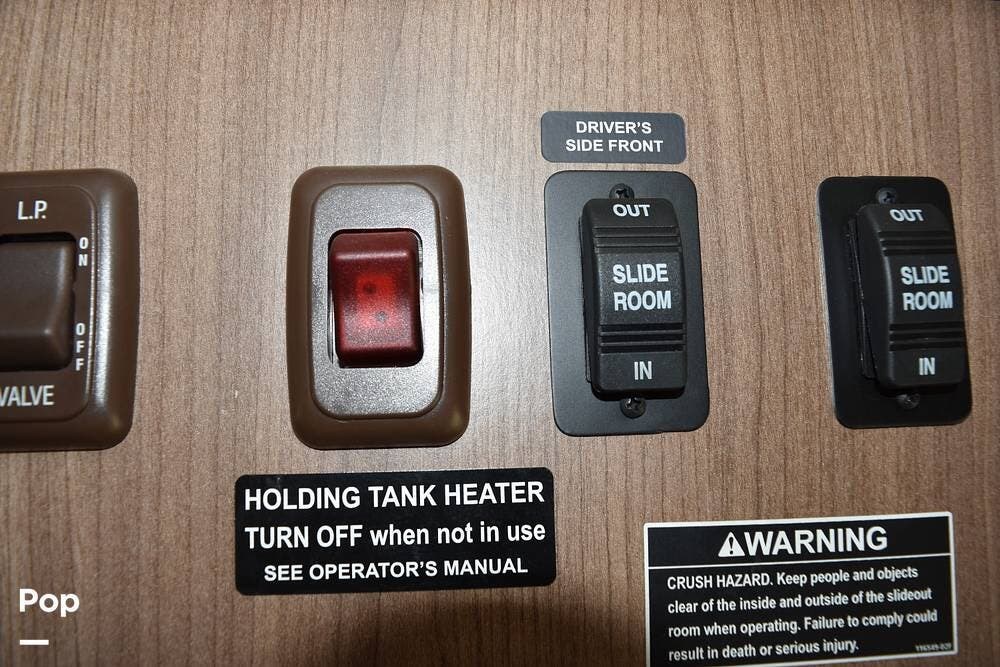 L.P.
ON
OFF
VALVE
HOLDING TANK HEATER
TURN OFF when not in use
SEE OPERATOR'S MANUAL
DRIVER'S
SIDE FRONT
OUT
SLIDE
ROOM
IN
OUT
SLIDE
ROOM
IN
WARNING
CRUSH HAZARD. Keep people and objects
clear of the inside and outside of the slideout
room when operating. Failure to comply could
result in death or serious injury.
Pop